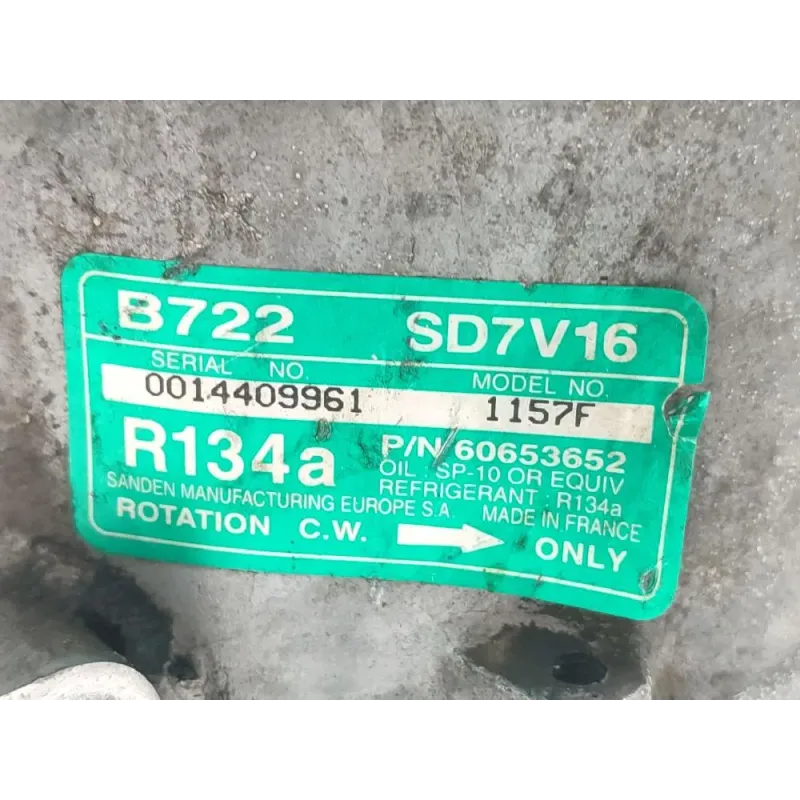 B722 SD7V16
SERIAL NO. MODEL NO.
0014409961 1157F
R134a P/N 60653652
OIL : SP-10 OR EQUIV
REFRIGERANT : R134a
SANDEN MANUFACTURING EUROPE S.A. MADE IN FRANCE
ROTATION C.W. ONLY